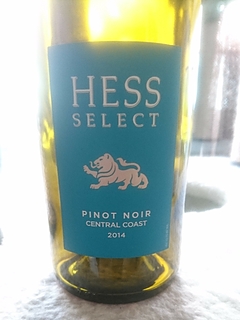 HESS
SELECT
PINOT NOIR
CENTRAL COAST
2014